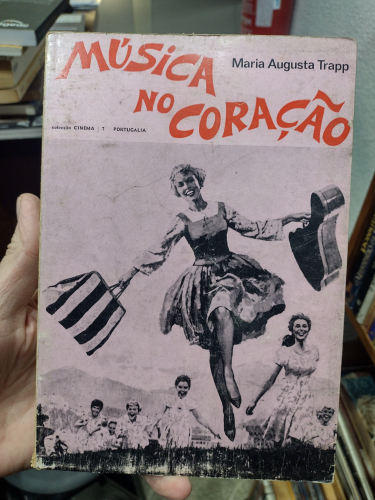 MÚSiCA
Maria Augusta Trapp
NO CORAÇÃO
colecção CINEMA / 1 PORTUGALIA